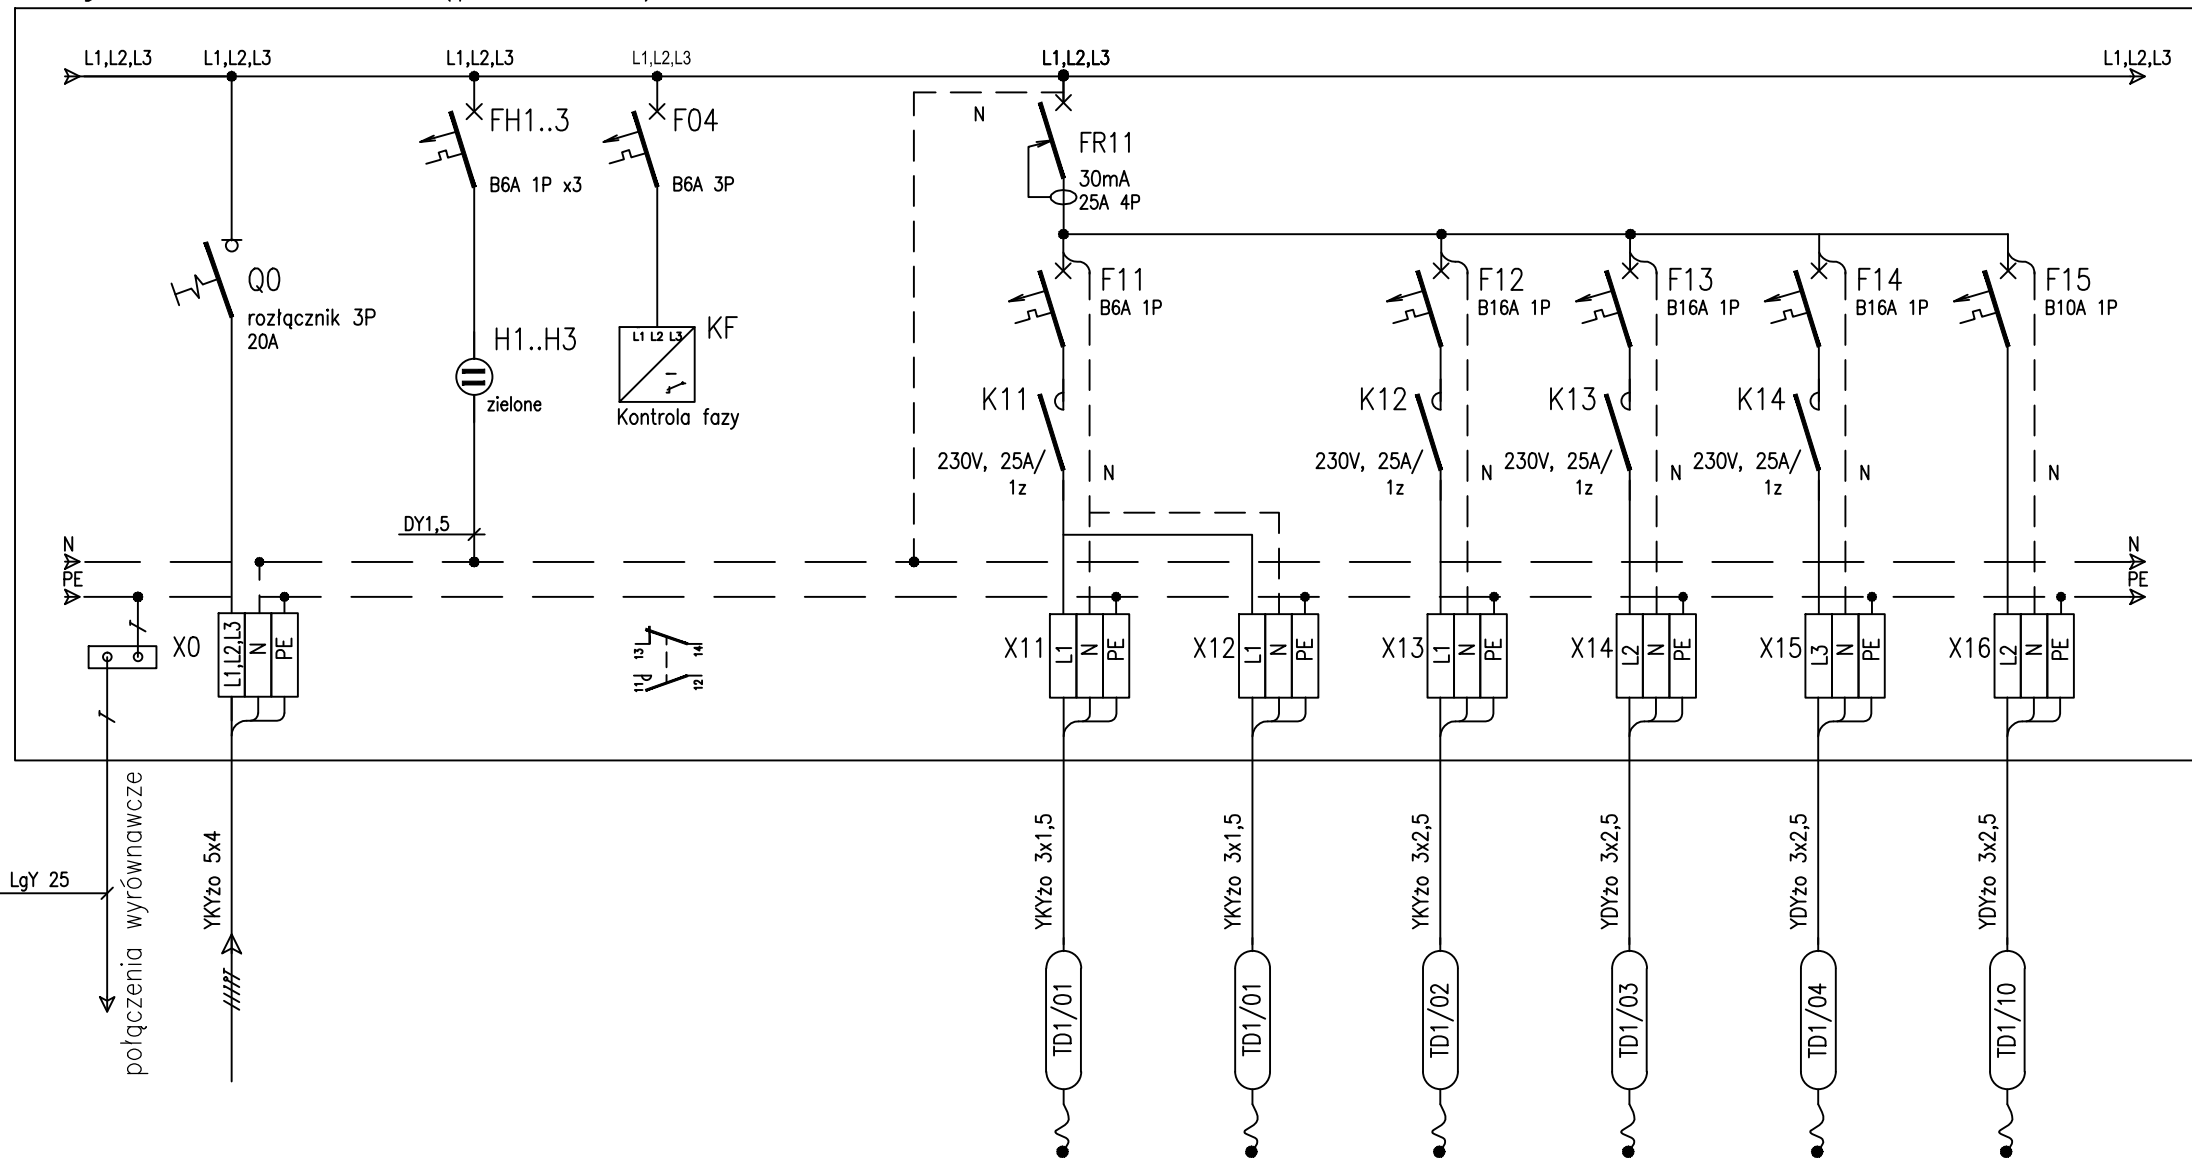 L1,L2,L3
L1,L2,L3
L1,L2,L3
L1,L2,L3
L1,L2,L3
L1,L2,L3
N
FH1..3
B6A 1P x3
F04
B6A 3P
FR11
30mA
25A 4P
Q0
rozłącznik 3P
20A
H1..H3
zielone
L1 L2 L3
KF
Kontrola fazy
F11
B6A 1P
F12
B16A 1P
F13
B16A 1P
F14
B16A 1P
F15
B10A 1P
K11
230V, 25A/
1z
N
K12
230V, 25A/
1z
N
K13
230V, 25A/
1z
N
K14
230V, 25A/
1z
N
N
DY1,5
N
PE
N
PE
X0
L1,L2,L3
N
PE
13
14
11
12
X11
L1
N
PE
X12
L1
N
PE
X13
L1
N
PE
X14
L2
N
PE
X15
L3
N
PE
X16
L2
N
PE
LgY 25
połączenia wyrównawcze
YKYżo 5x4
YKYżo 3x1,5
YKYżo 3x1,5
YKYżo 3x2,5
YDYżo 3x2,5
YDYżo 3x2,5
YDYżo 3x2,5
TD1/01
TD1/01
TD1/02
TD1/03
TD1/04
TD1/10